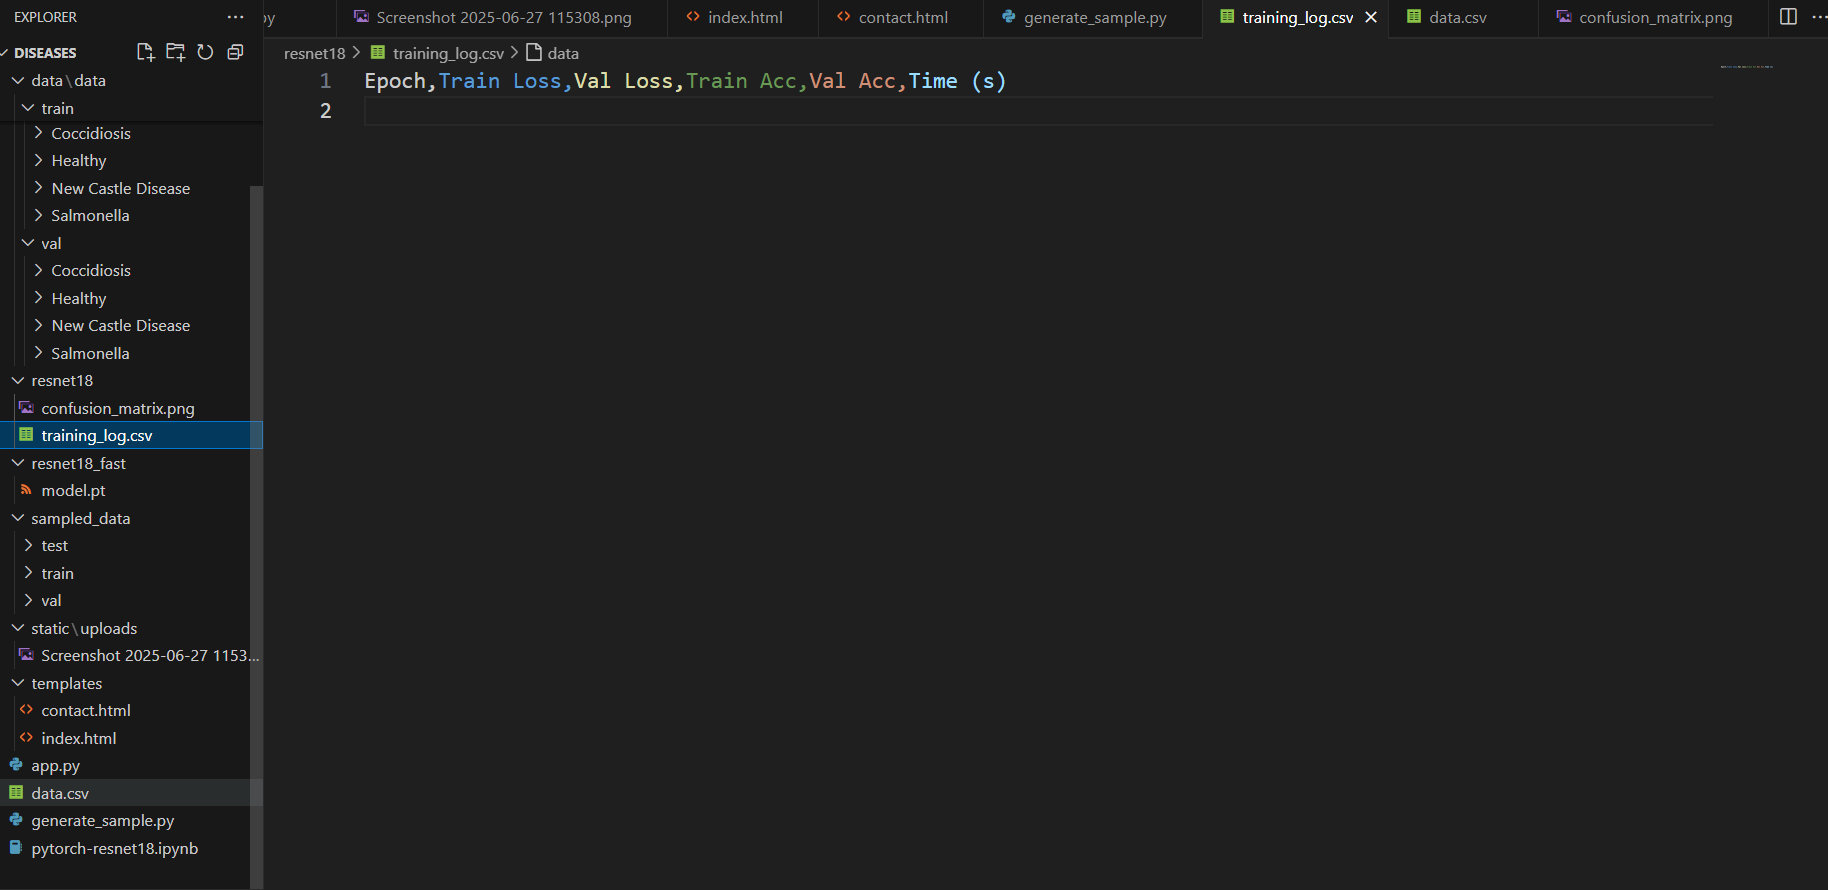 EXPLORER
DISEASES
data\data
train
Coccidiosis
Healthy
New Castle Disease
Salmonella
val
Coccidiosis
Healthy
New Castle Disease
Salmonella
resnet18
confusion_matrix.png
training_log.csv
resnet18_fast
model.pt
sampled_data
test
train
val
static\uploads
Screenshot 2025-06-27 1153...
templates
contact.html
index.html
app.py
data.csv
generate_sample.py
pytorch-resnet18.ipynb
py Screenshot 2025-06-27 115308.png index.html contact.html generate_sample.py training_log.csv data.csv confusion_matrix.png
resnet18 > training_log.csv > data
1 Epoch,Train Loss,Val Loss,Train Acc,Val Acc,Time (s)
2